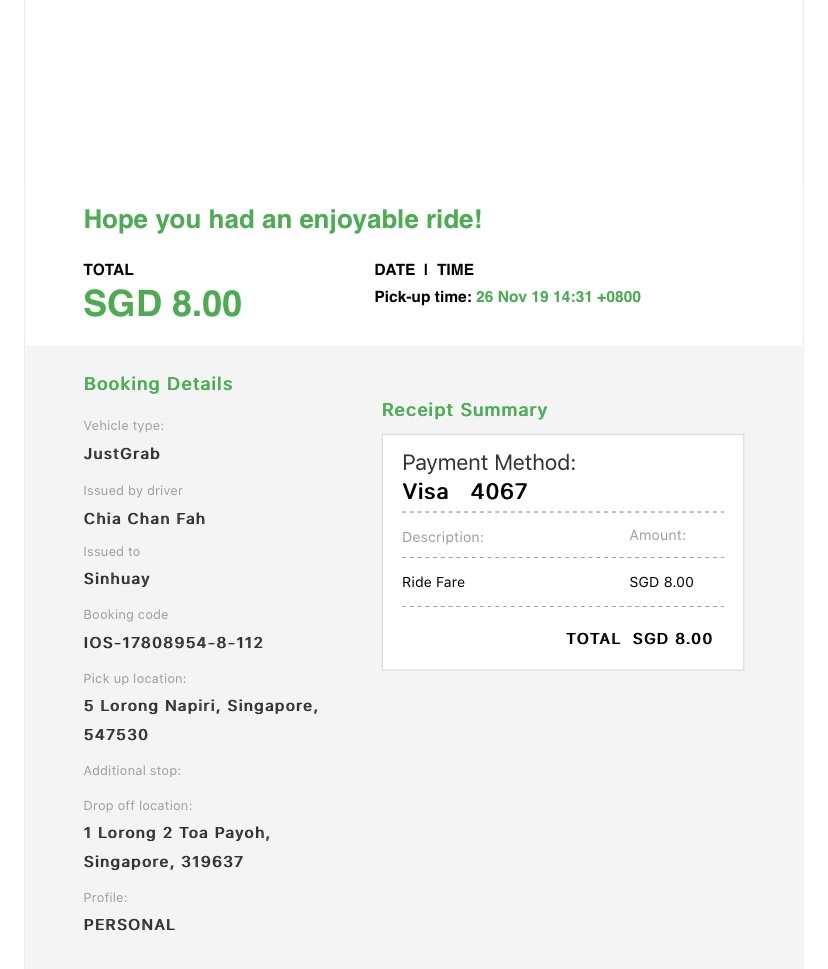 Hope you had an enjoyable ride!
TOTAL
SGD 8.00
DATE | TIME
Pick-up time: 26 Nov 19 14:31 +0800
Booking Details
Vehicle type:
JustGrab
Issued by driver
Chia Chan Fah
Issued to
Sinhuay
Booking code
IOS-17808954-8-112
Pick up location:
5 Lorong Napiri, Singapore,
547530
Additional stop:
Drop off location:
1 Lorong 2 Toa Payoh,
Singapore, 319637
Profile:
PERSONAL
Receipt Summary
Payment Method:
Visa 4067
Description: Amount:
Ride Fare SGD 8.00
TOTAL SGD 8.00